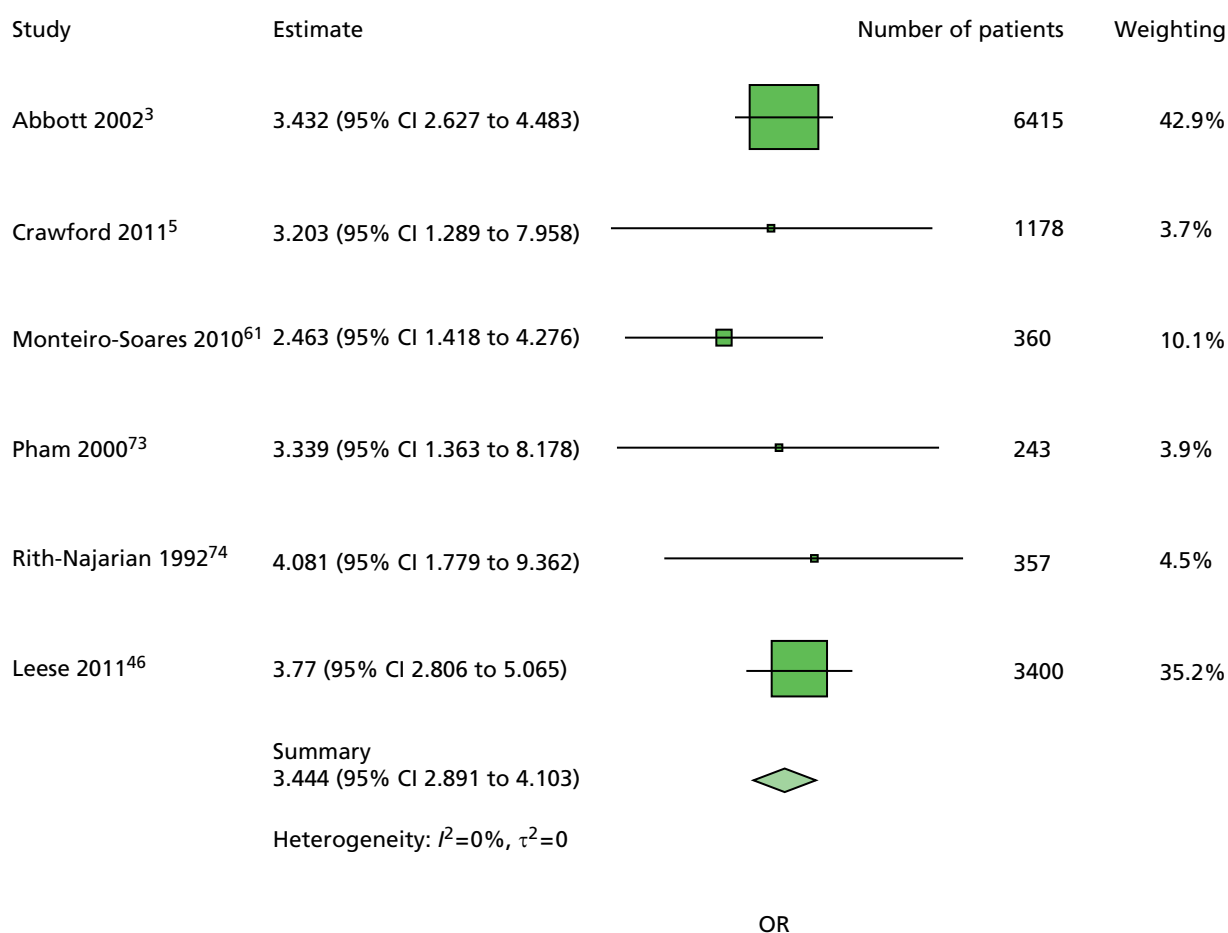 Study Estimate Number of patients Weighting
Abbott 2002³ 3.432 (95% CI 2.627 to 4.483) 6415 42.9%
Crawford 2011⁵ 3.203 (95% CI 1.289 to 7.958) 1178 3.7%
Monteiro-Soares 2010⁶¹ 2.463 (95% CI 1.418 to 4.276) 360 10.1%
Pham 2000⁷³ 3.339 (95% CI 1.363 to 8.178) 243 3.9%
Rith-Najarian 1992⁷⁴ 4.081 (95% CI 1.779 to 9.362) 357 4.5%
Leese 2011⁴⁶ 3.77 (95% CI 2.806 to 5.065) 3400 35.2%
Summary
3.444 (95% CI 2.891 to 4.103)
Heterogeneity: I²=0%, τ²=0
OR